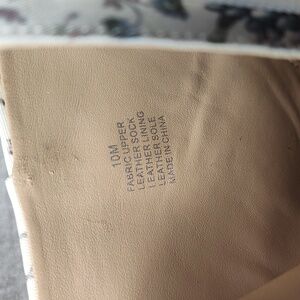 10M
FABRIC UPPER
LEATHER SOCK
LEATHER LINING
LEATHER SOLE
MADE IN CHINA